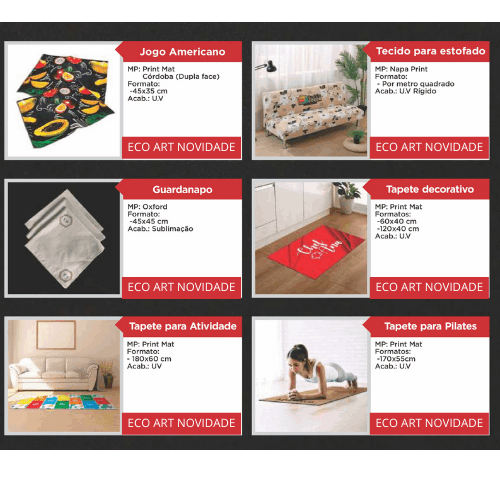 Jogo Americano
MP: Print Mat
Córdoba (Dupla face)
Formato:
-45x35 cm
Acab.: U.V
ECO ART NOVIDADE
Tecido para estofado
MP: Napa Print
Formato:
- Por metro quadrado
Acab.: U.V Rígido
ECO ART NOVIDADE
Guardanapo
MP: Oxford
Formato:
-45x45 cm
Acab.: Sublimação
ECO ART NOVIDADE
Tapete decorativo
MP: Print Mat
Formatos:
-60x40 cm
-120x40 cm
Acab.: U.V
ECO ART NOVIDADE
Tapete para Atividade
MP: Print Mat
Formato:
- 180x60 cm
Acab.: U.V
ECO ART NOVIDADE
Tapete para Pilates
MP: Print Mat
Formatos:
-170x55cm
Acab.: U.V
ECO ART NOVIDADE